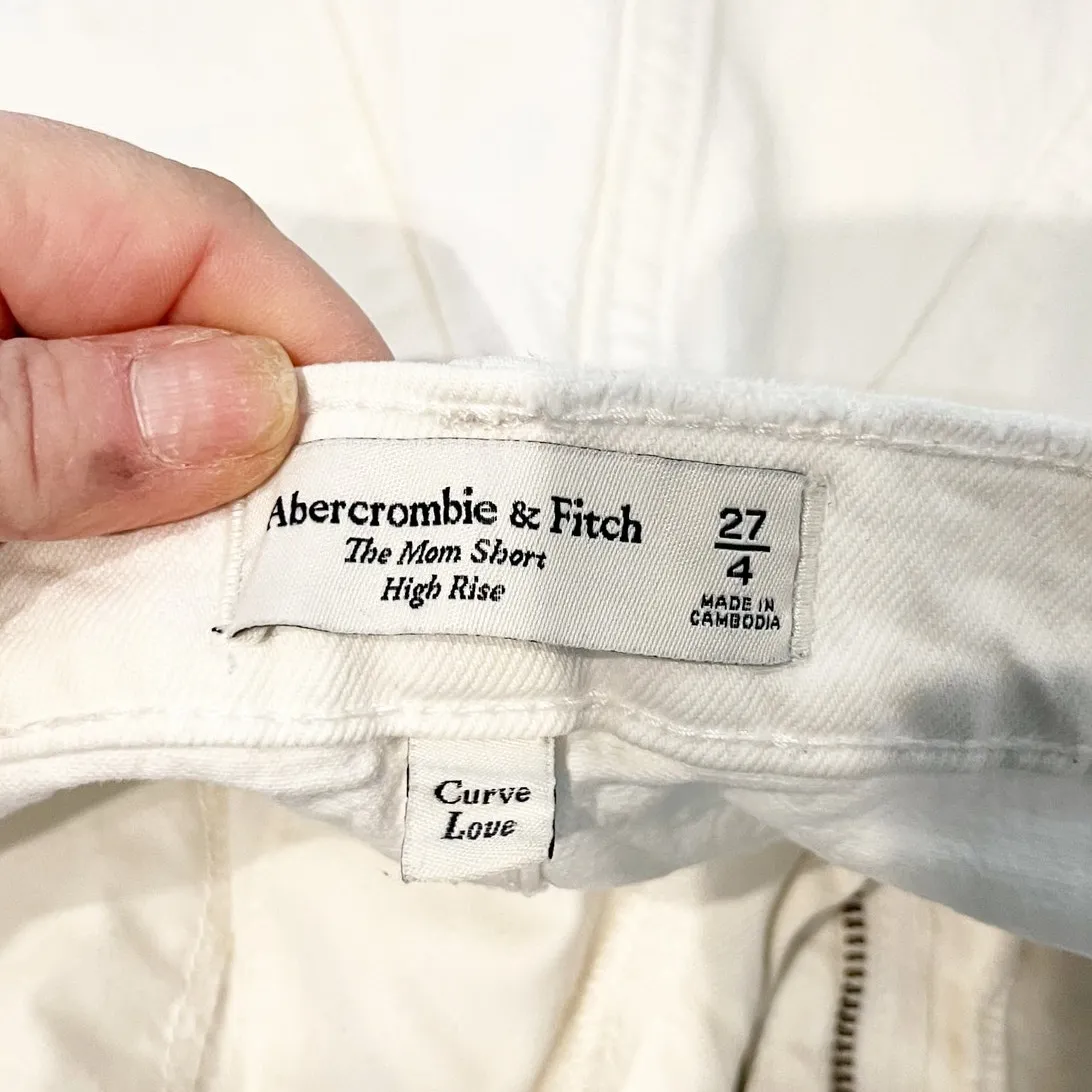 Abercrombie & Fitch
The Mom Short
High Rise
27
4
MADE IN
CAMBODIA
Curve
Love